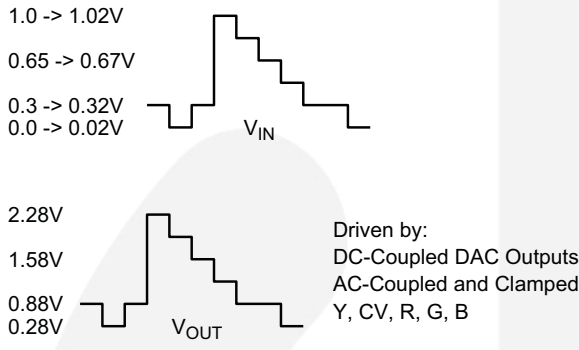 1.0 -> 1.02V
0.65 -> 0.67V
0.3 -> 0.32V
0.0 -> 0.02V
VIN
2.28V
1.58V
0.88V
0.28V
VOUT
Driven by:
DC-Coupled DAC Outputs
AC-Coupled and Clamped
Y, CV, R, G, B